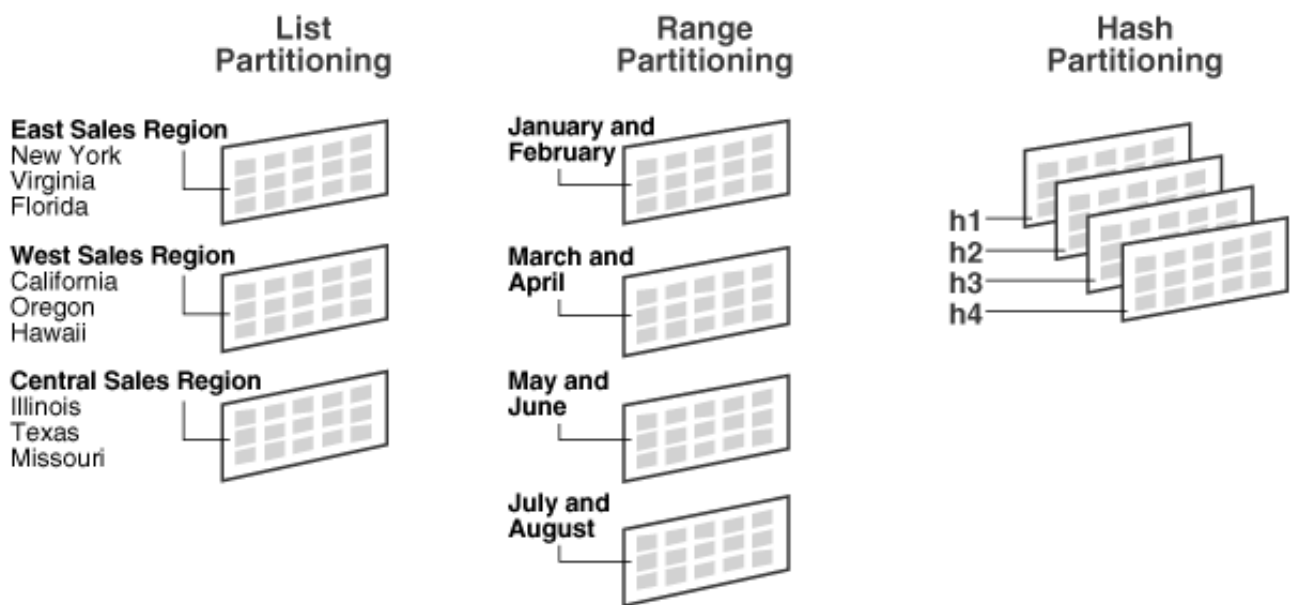 List
Partitioning
East Sales Region
New York
Virginia
Florida
West Sales Region
California
Oregon
Hawaii
Central Sales Region
Illinois
Texas
Missouri
Range
Partitioning
January and
February
March and
April
May and
June
July and
August
Hash
Partitioning
h1
h2
h3
h4